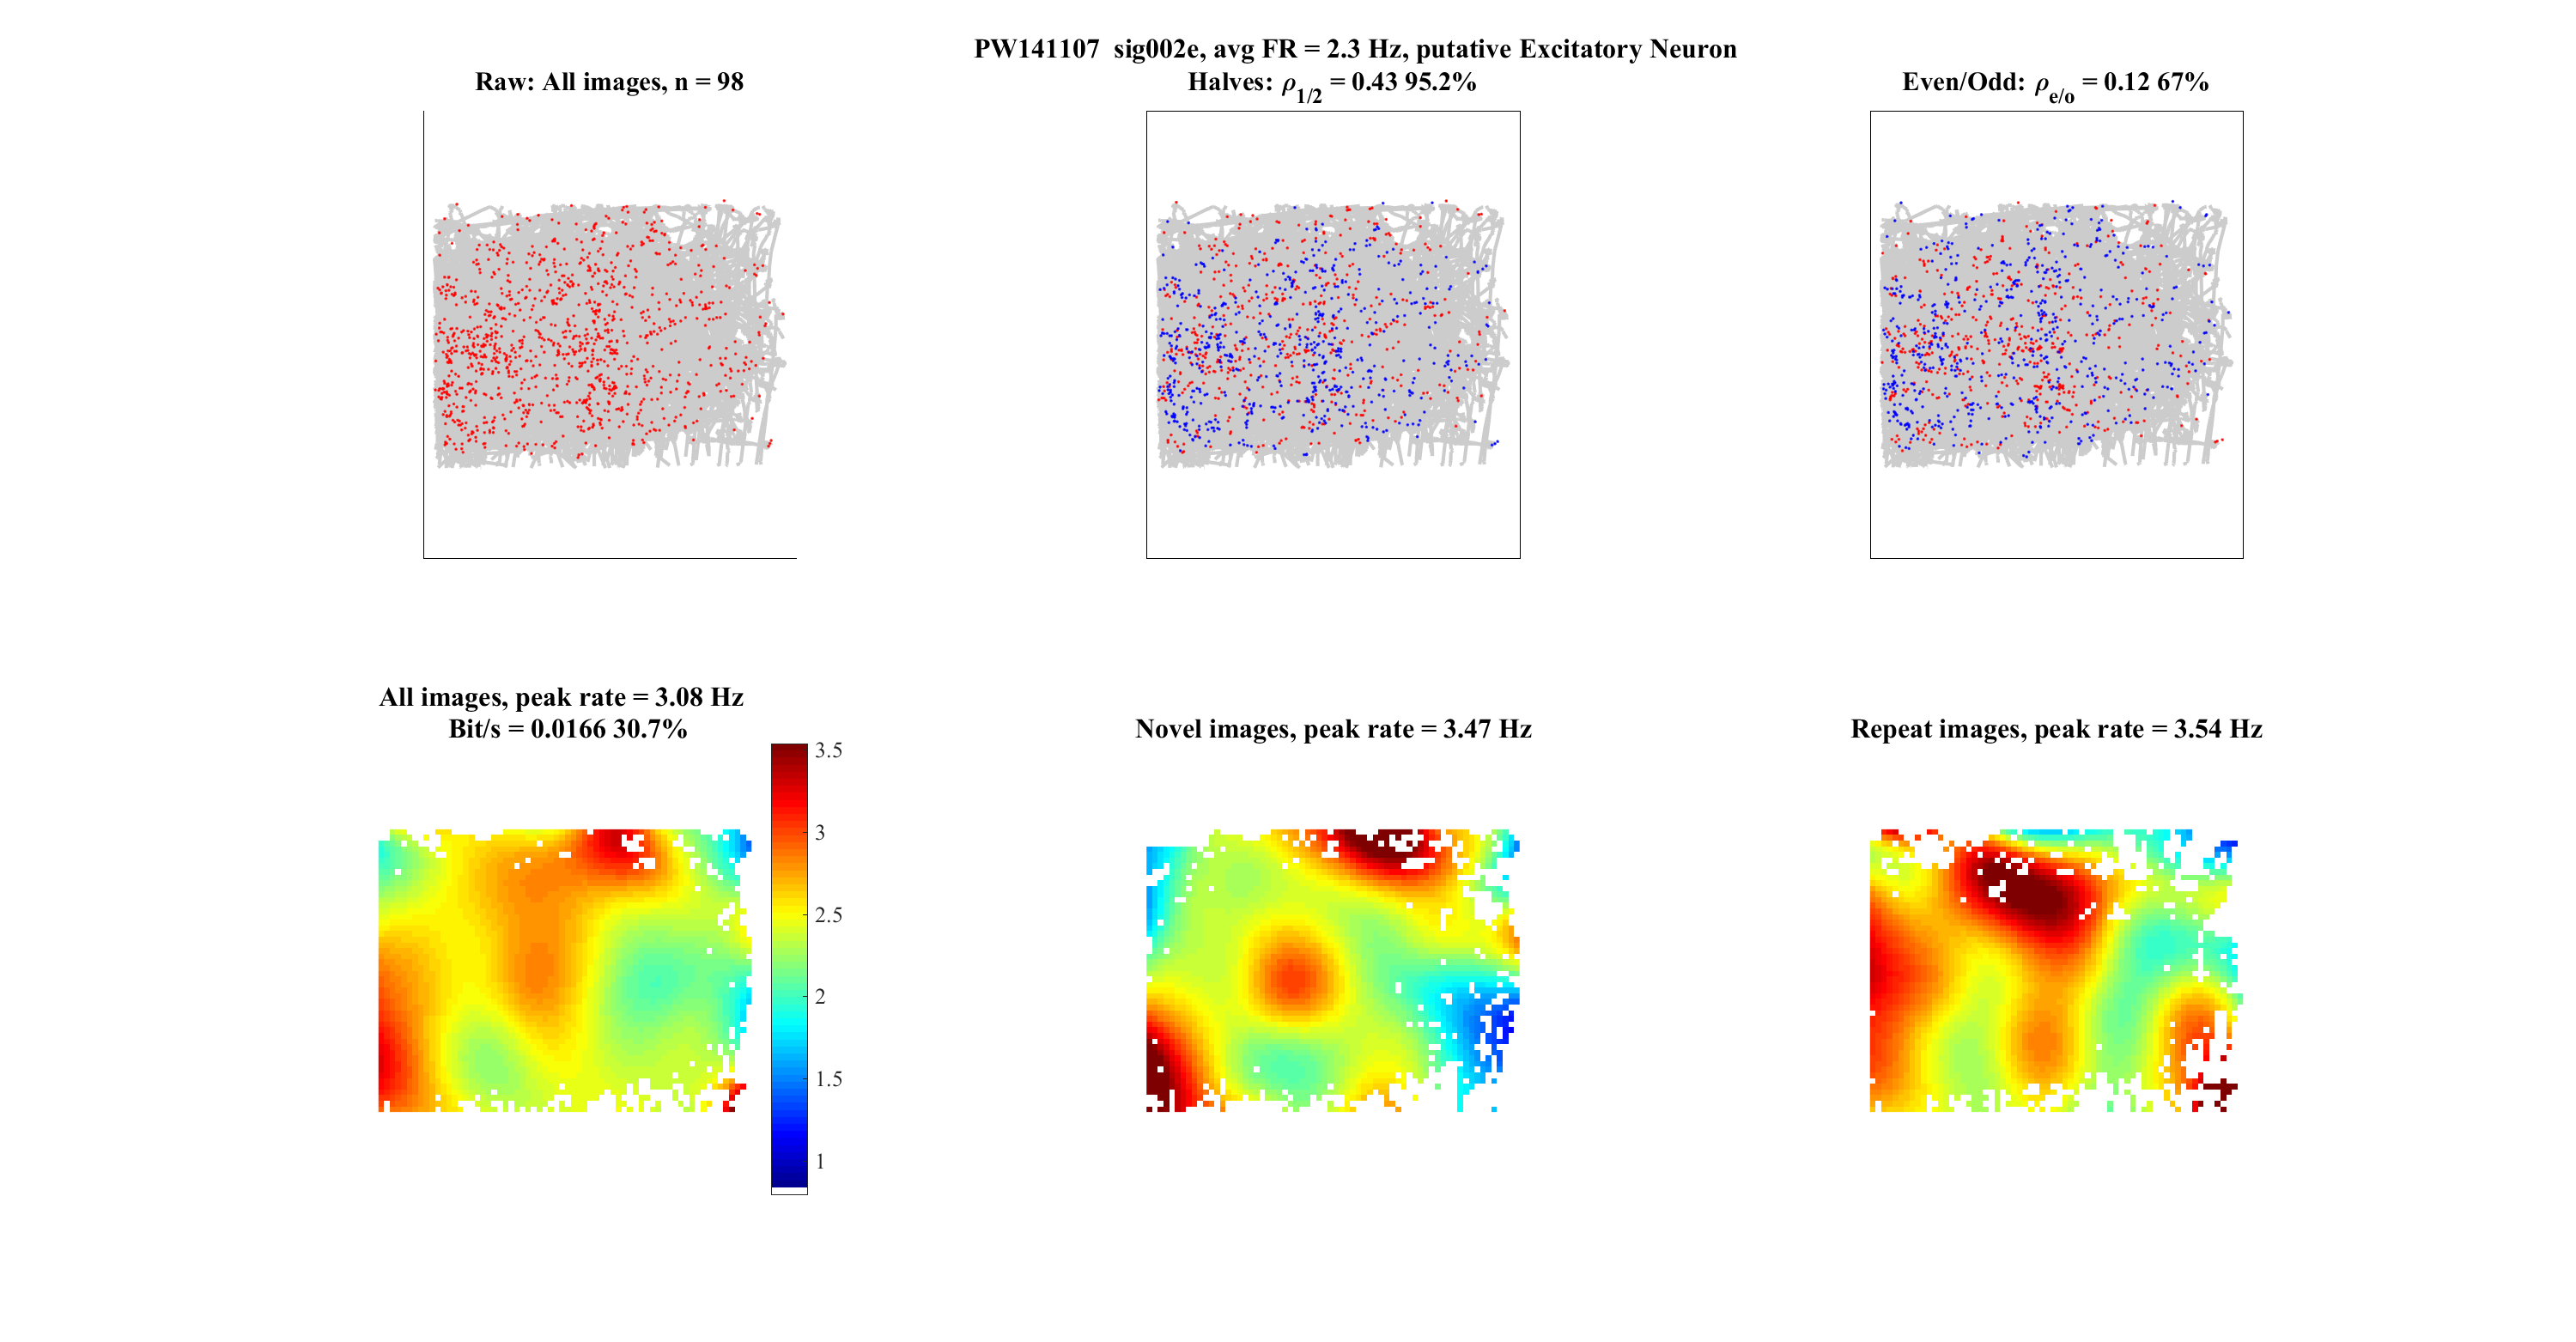 PW141107  sig002e, avg FR = 2.3 Hz, putative Excitatory Neuron
Raw: All images, n = 98
Halves: ρ1/2 = 0.43 95.2%
Even/Odd: ρe/o = 0.12 67%
All images, peak rate = 3.08 Hz
Bit/s = 0.0166 30.7%
Novel images, peak rate = 3.47 Hz
Repeat images, peak rate = 3.54 Hz
3.5
3
2.5
2
1.5
1